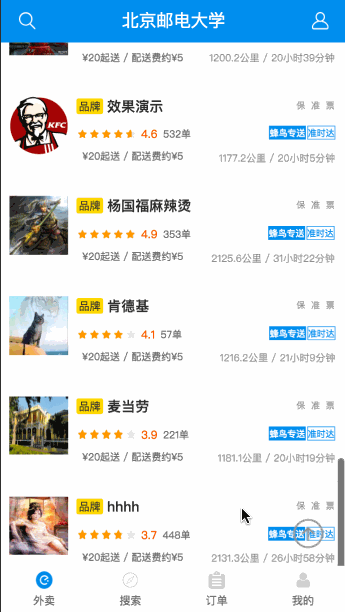 北京邮电大学
¥20起送 / 配送费约¥5 1200.2公里 / 20小时39分钟
品牌 效果演示 保 准 票
KFC
4.6 532单 蜂鸟专送 准时达
¥20起送 / 配送费约¥5 1177.2公里 / 20小时5分钟
品牌 杨国福麻辣烫 保 准 票
4.9 353单 蜂鸟专送 准时达
¥20起送 / 配送费约¥5 2125.6公里 / 31小时22分钟
品牌 肯德基 保 准 票
4.1 57单 蜂鸟专送 准时达
¥20起送 / 配送费约¥5 1216.2公里 / 21小时9分钟
品牌 麦当劳 保 准 票
3.9 221单 蜂鸟专送 准时达
¥20起送 / 配送费约¥5 1181.1公里 / 20小时19分钟
品牌 hhhh 保 准 票
3.7 448单 蜂鸟专送 准时达
¥20起送 / 配送费约¥5 2131.3公里 / 26小时58分钟
外卖 搜索 订单 我的